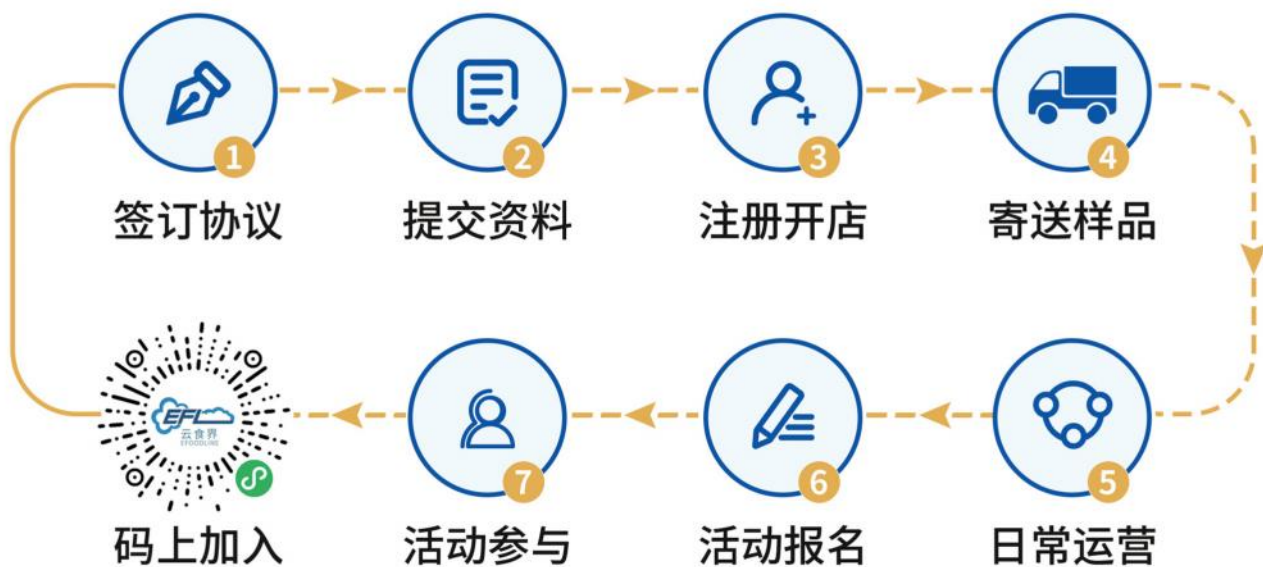 1
2
3
4
签订协议
提交资料
注册开店
寄送样品
EFL
云食界
EFOODLINE
7
6
5
码上加入
活动参与
活动报名
日常运营